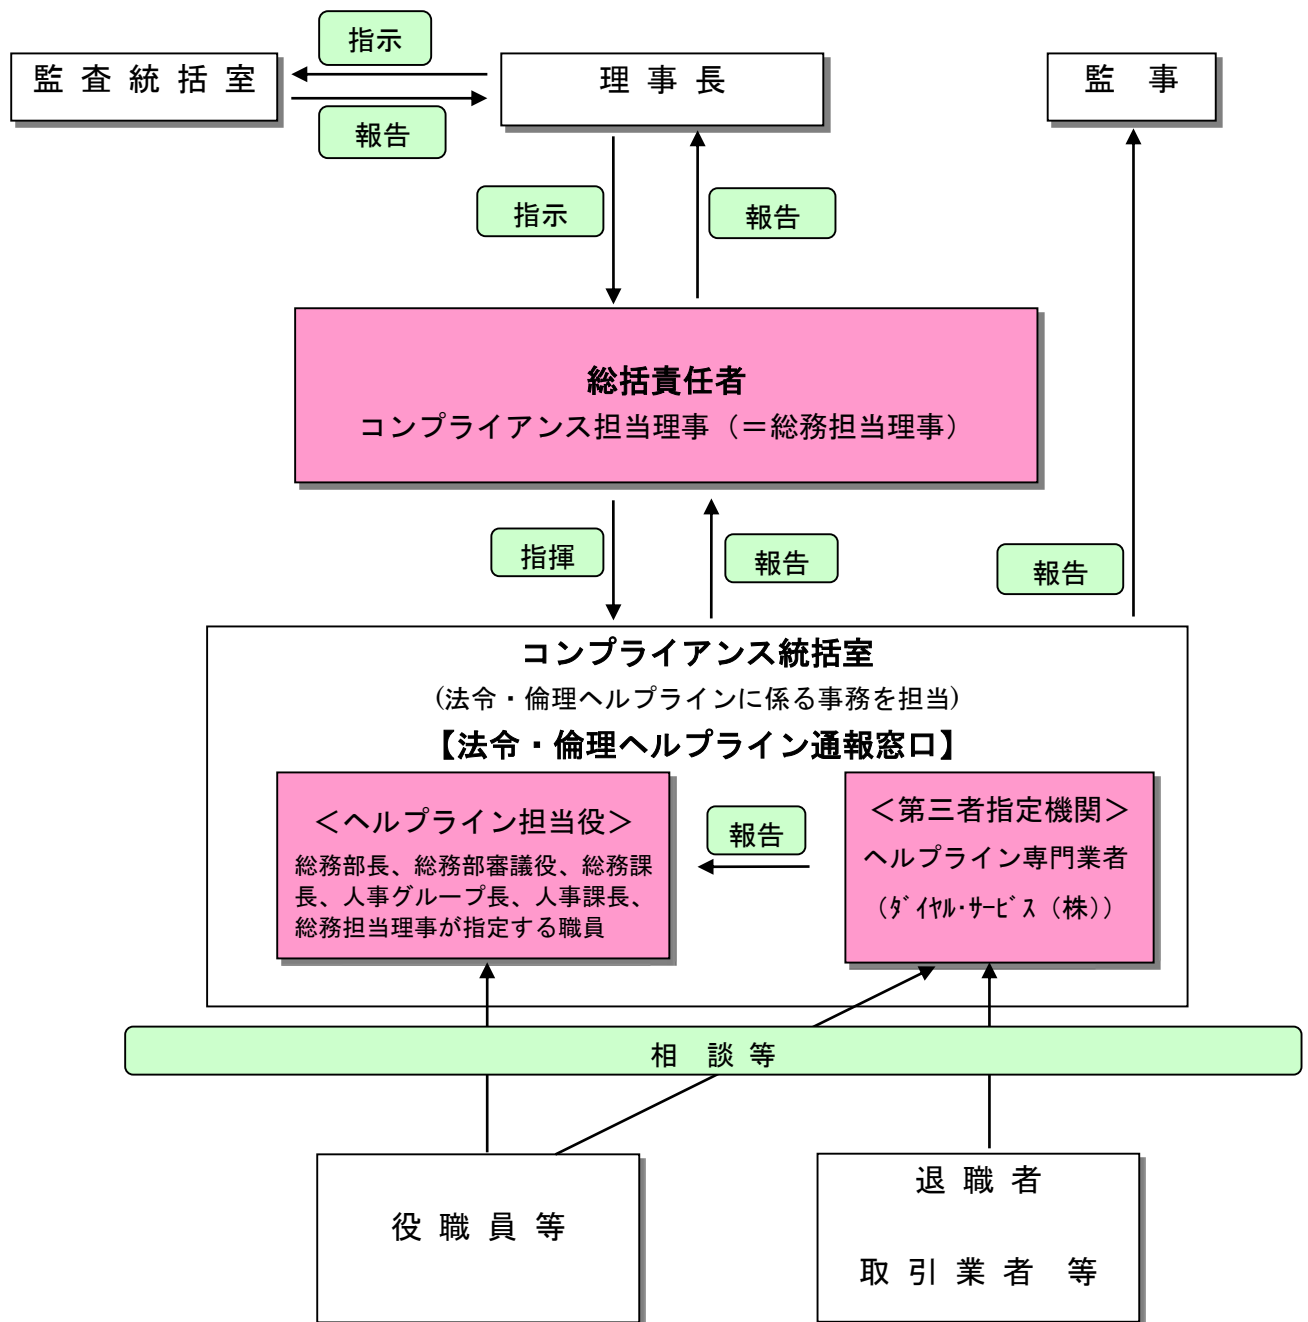 指示
監査統括室
理事長
監　事
報告
指示
報告
総括責任者
コンプライアンス担当理事（＝総務担当理事）
指揮
報告
報告
コンプライアンス統括室
(法令・倫理ヘルプラインに係る事務を担当)
【法令・倫理ヘルプライン通報窓口】
＜ヘルプライン担当役＞
総務部長、総務部審議役、総務課
長、人事グループ長、人事課長、
総務担当理事が指定する職員
報告
＜第三者指定機関＞
ヘルプライン専門業者
（ﾀﾞｲﾔﾙ･ｻｰﾋﾞｽ（株））
相　談等
役職員等
退職者
取引業者　等